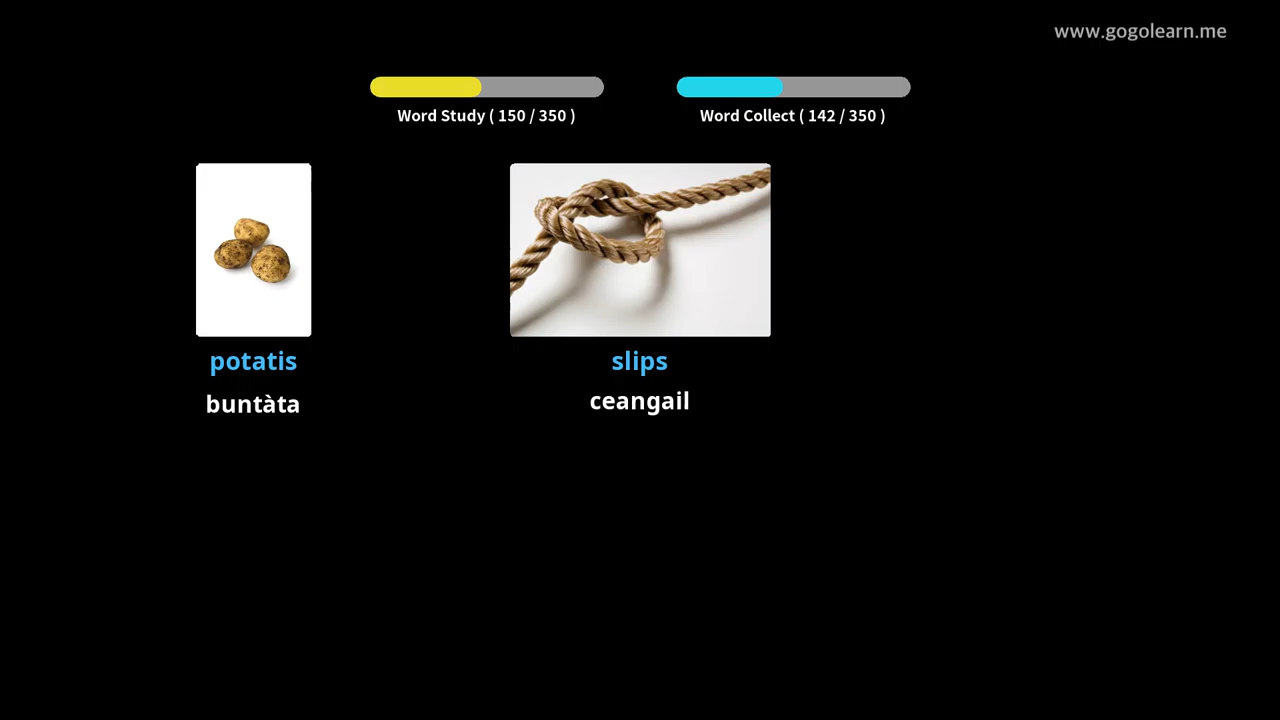 www.gogolearn.me
Word Study ( 150 / 350 )
Word Collect ( 142 / 350 )
potatis
buntàta
slips
ceangail